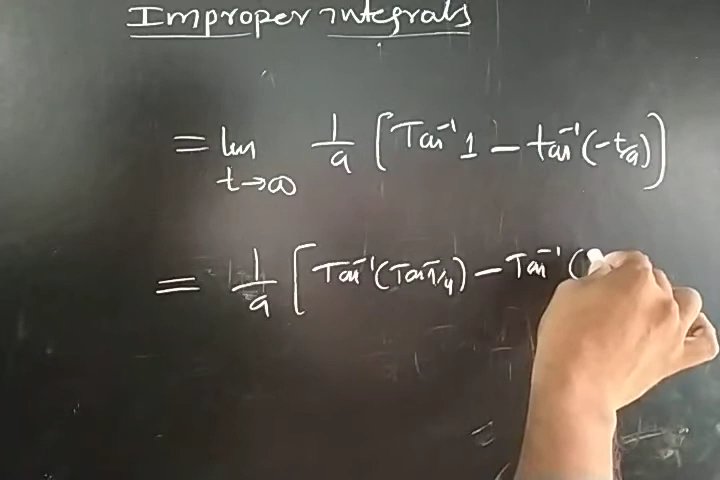 Improper integrals
= lim t→∞ 1/a [Tan⁻¹ 1 − tan⁻¹(−t/a)]
= 1/a [Tan⁻¹(Tan π/4) − Tan⁻¹(
=